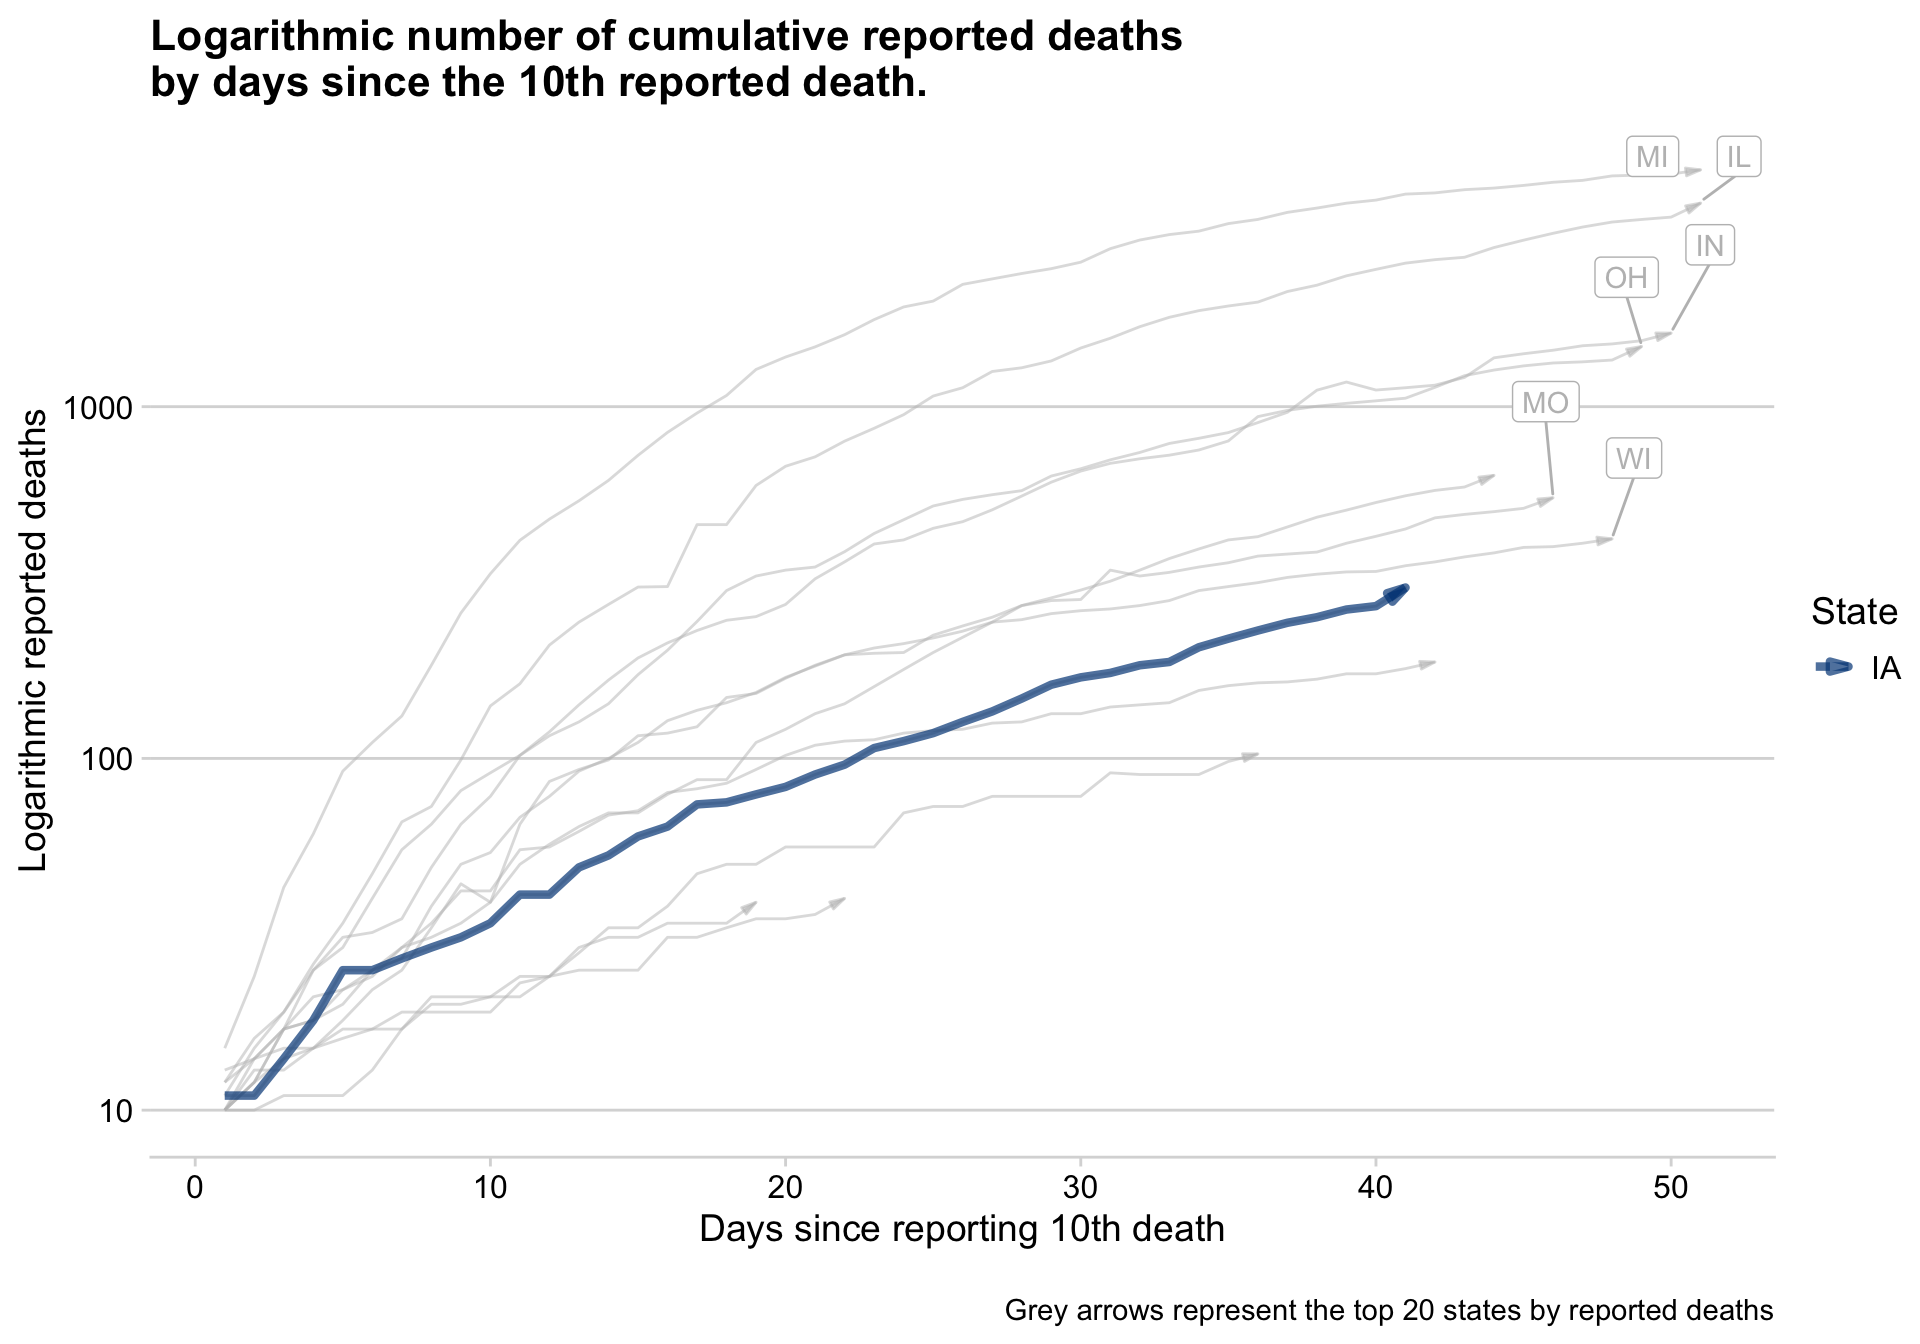 Logarithmic number of cumulative reported deaths
by days since the 10th reported death.
MI
IL
IN
OH
MO
WI
1000
100
10
Logarithmic reported deaths
0
10
20
30
40
50
Days since reporting 10th death
State
IA
Grey arrows represent the top 20 states by reported deaths